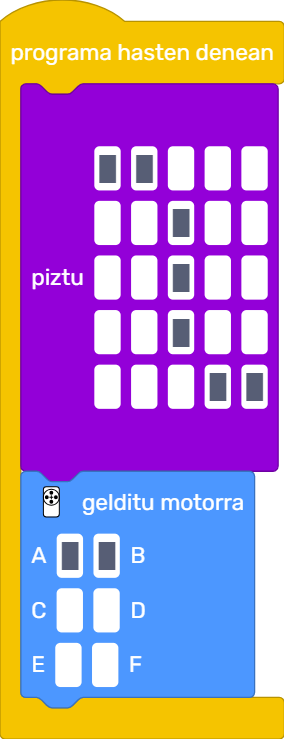 programa hasten denean
piztu
gelditu motorra
A B
C D
E F